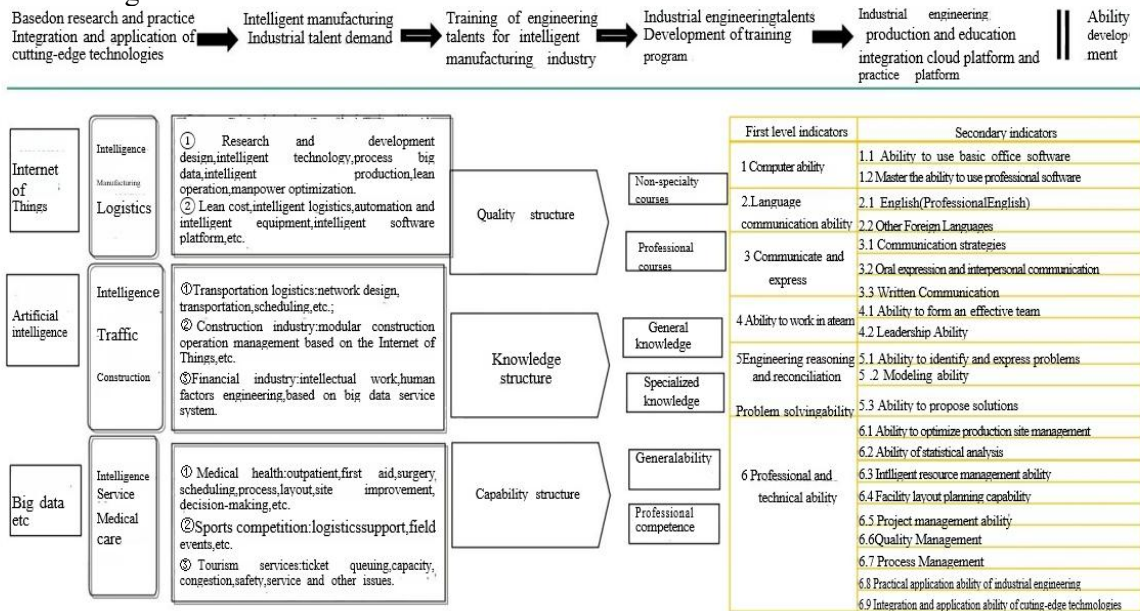 Basedon research and practice
Integration and application of
cutting-edge technologies
Intelligent manufacturing
Industrial talent demand
Training of engineering
talents for intelligent
manufacturing industry
Industrial engineeringtalents
Development of training
program
Industrial engineering
production and education
integration cloud platform and
practice platform
Ability
develop
ment
Internet
of
Things
Intelligence
Manufacturing
Logistics
① Research and development
design,intelligent technology,process big
data,intelligent production,lean
operation,manpower optimization.
② Lean cost,intelligent logistics,automation and
intelligent equipment,intelligent software
platform,etc.
Quality structure
Non-specialty
courses
Professional
courses
Artificial
intelligence
Intelligence
Traffic
Construction
①Transportation logistics:network design,
transportation,scheduling,etc.;
② Construction industry:modular construction
operation management based on the Internet of
Things,etc.
③Financial industry:intellectual work,human
factors engineering,based on big data service
system.
Knowledge
structure
General
knowledge
Specialized
knowledge
Big data
etc
Intelligence
Service
Medical
care
① Medical health:outpatient,first aid,surgery,
scheduling,process,layout,site improvement,
decision-making,etc.
②Sports competition:logisticssupport,field
events,etc.
③ Tourism services:ticket queuing,capacity,
congestion,safety,service and other issues.
Capability structure
Generalability
Professional
competence
First level indicators
Secondary indicators
1 Computer ability
1.1 Ability to use basic office software
1.2 Master the ability to use professional software
2.Language
communication ability
2.1 English(ProfessionalEnglish)
2.2 Other Foreign Languages
3 Communicate and
express
3.1 Communication strategies
3.2 Oral expression and interpersonal communication
3.3 Written Communication
4 Ability to work in ateam
4.1 Ability to form an effective team
4.2 Leadership Ability
5Engineering reasoning
and reconciliation
Problem solvingability
5.1 Ability to identify and express problems
5 .2 Modeling ability
5.3 Ability to propose solutions
6 Professional and
technical ability
6.1 Ability to optimize production site management
6.2 Ability of statistical analysis
6.3 Intlligent resource management ability
6.4 Facility layout planning capability
6.5 Project management ability
6.6Quality Management
6.7 Process Management
6.8 Practical application ability of industrial engineering
6.9 Integration and application ability of cuting-edge technologies